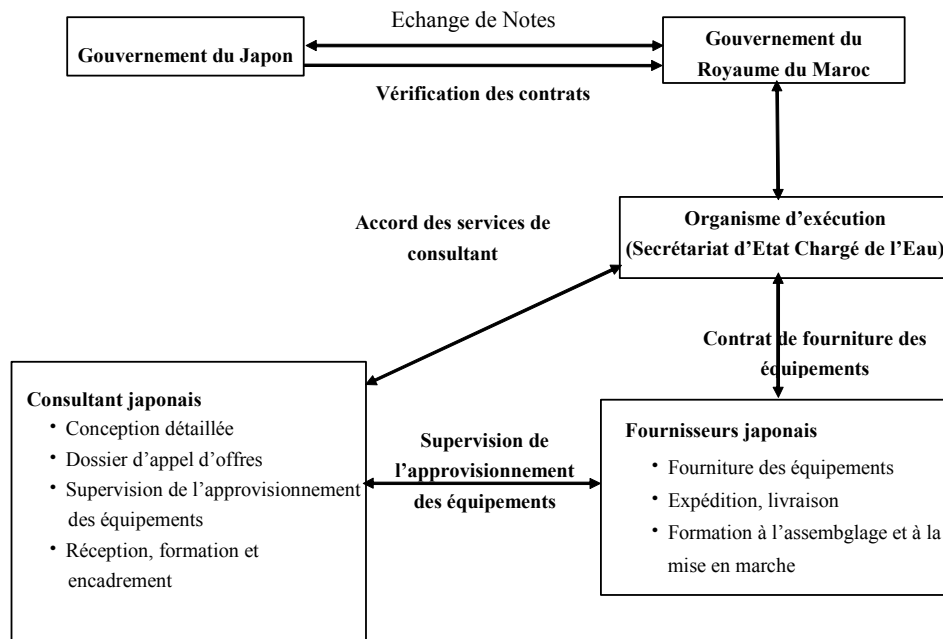 Echange de Notes
Gouvernement du Japon
Gouvernement du
Royaume du Maroc
Vérification des contrats
Organisme d'exécution
(Secrétariat d'Etat Chargé de l'Eau)
Accord des services de
consultant
Contrat de fourniture des
équipements
Consultant japonais
• Conception détaillée
• Dossier d'appel d'offres
• Supervision de l'approvisionnement
des équipements
• Réception, formation et
encadrement
Supervision de
l'approvisionnement
des équipements
Fournisseurs japonais
• Fourniture des équipements
• Expédition, livraison
• Formation à l'assembglage et à la
mise en marche